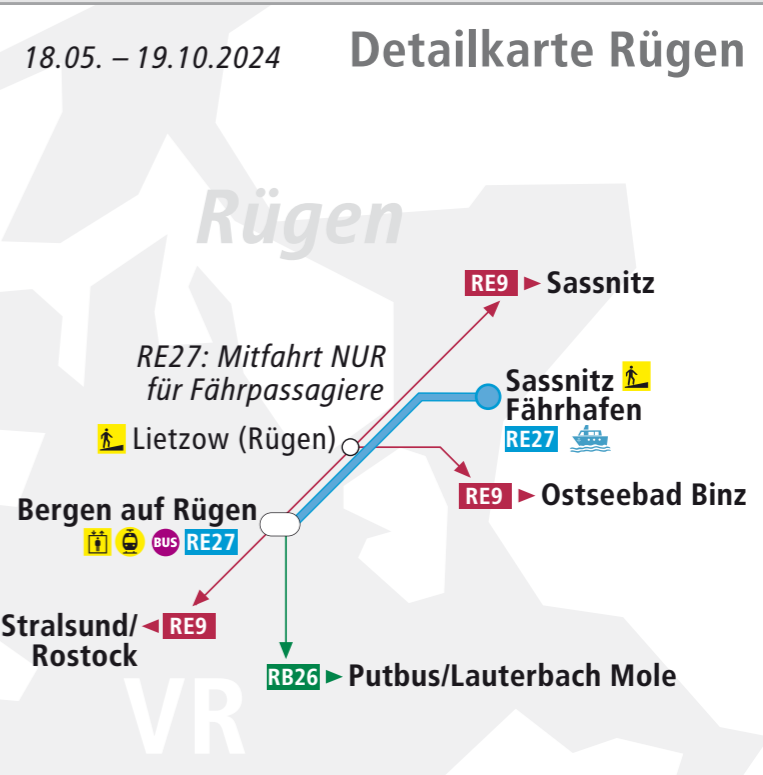 18.05. – 19.10.2024
Detailkarte Rügen
Rügen
RE9 Sassnitz
RE27: Mitfahrt NUR
für Fährpassagiere
Sassnitz
Fährhafen
RE27
Lietzow (Rügen)
RE9 Ostseebad Binz
Bergen auf Rügen
BUS RE27
Stralsund/ RE9
Rostock
RB26 Putbus/Lauterbach Mole
VR